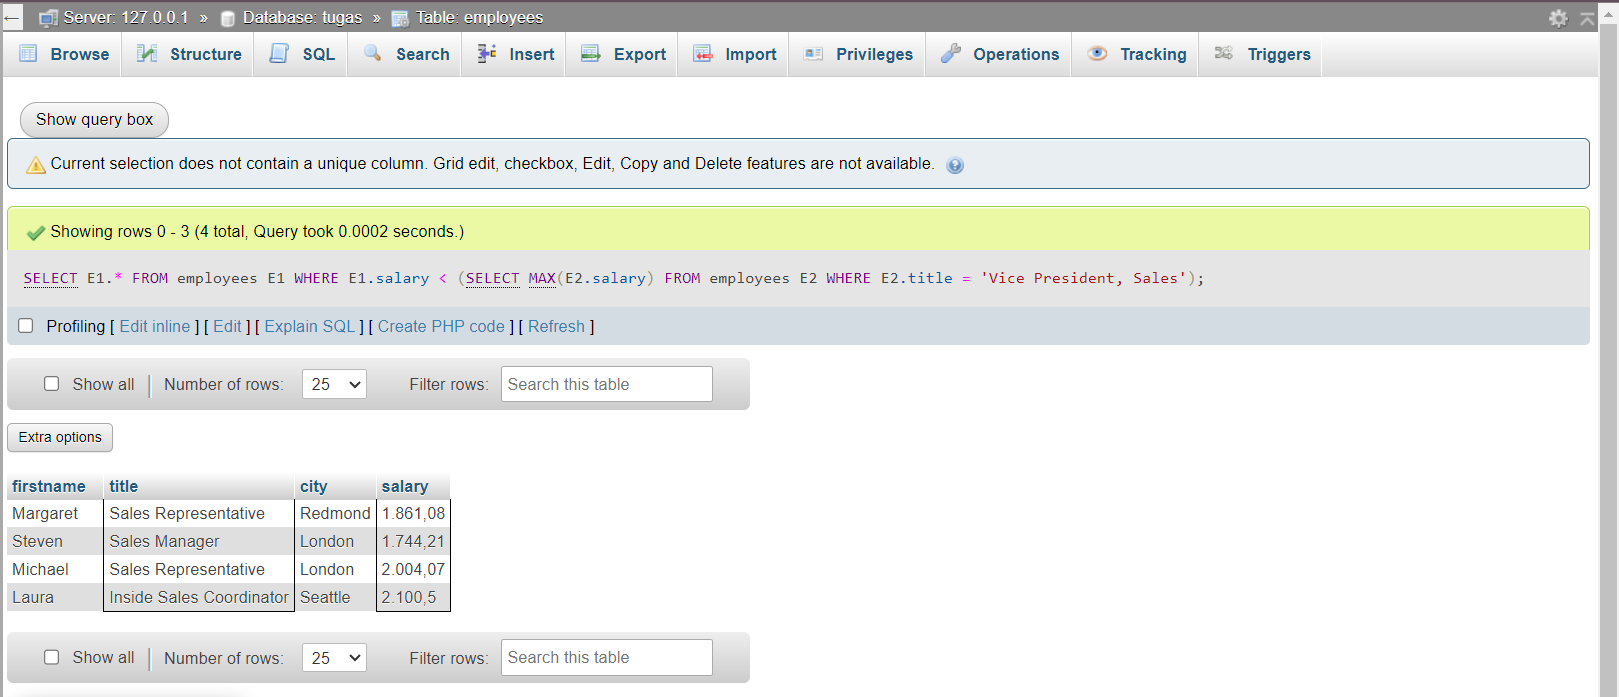 Server: 127.0.0.1 » Database: tugas » Table: employees
Browse Structure SQL Search Insert Export Import Privileges Operations Tracking Triggers
Show query box
Current selection does not contain a unique column. Grid edit, checkbox, Edit, Copy and Delete features are not available.
Showing rows 0 - 3 (4 total, Query took 0.0002 seconds.)
SELECT E1.* FROM employees E1 WHERE E1.salary < (SELECT MAX(E2.salary) FROM employees E2 WHERE E2.title = 'Vice President, Sales');
Profiling [ Edit inline ] [ Edit ] [ Explain SQL ] [ Create PHP code ] [ Refresh ]
Show all | Number of rows: 25 Filter rows: Search this table
Extra options
firstname title city salary
Margaret Sales Representative Redmond 1.861,08
Steven Sales Manager London 1.744,21
Michael Sales Representative London 2.004,07
Laura Inside Sales Coordinator Seattle 2.100,5
Show all | Number of rows: 25 Filter rows: Search this table